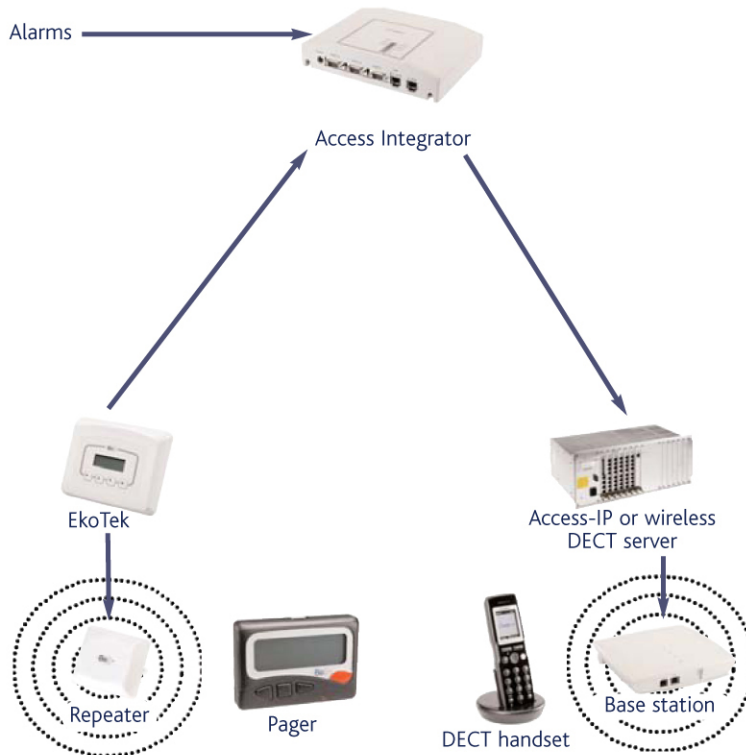 Alarms
Access Integrator
EkoTek
Access-IP or wireless
DECT server
Repeater
Pager
DECT handset
Base station